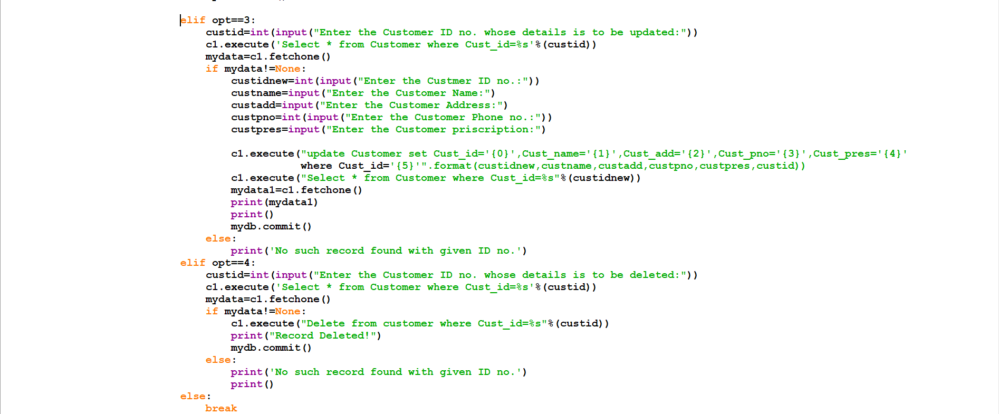 elif opt==3:
    custid=int(input("Enter the Customer ID no. whose details is to be updated:"))
    c1.execute('Select * from Customer where Cust_id=%s'%(custid))
    mydata=c1.fetchone()
    if mydata!=None:
        custidnew=int(input("Enter the Custmer ID no.:"))
        custname=input("Enter the Customer Name:")
        custadd=input("Enter the Customer Address:")
        custpno=int(input("Enter the Customer Phone no.:"))
        custpres=input("Enter the Customer priscription:")

        c1.execute("update Customer set Cust_id='{0}',Cust_name='{1}',Cust_add='{2}',Cust_pno='{3}',Cust_pres='{4}'
                   where Cust_id='{5}'".format(custidnew,custname,custadd,custpno,custpres,custid))
        c1.execute("Select * from Customer where Cust_id=%s"%(custidnew))
        mydata1=c1.fetchone()
        print(mydata1)
        print()
        mydb.commit()
    else:
        print('No such record found with given ID no.')
elif opt==4:
    custid=int(input("Enter the Customer ID no. whose details is to be deleted:"))
    c1.execute('Select * from Customer where Cust_id=%s'%(custid))
    mydata=c1.fetchone()
    if mydata!=None:
        c1.execute("Delete from customer where Cust_id=%s"%(custid))
        print("Record Deleted!")
        mydb.commit()
    else:
        print('No such record found with given ID no.')
        print()
else:
    break